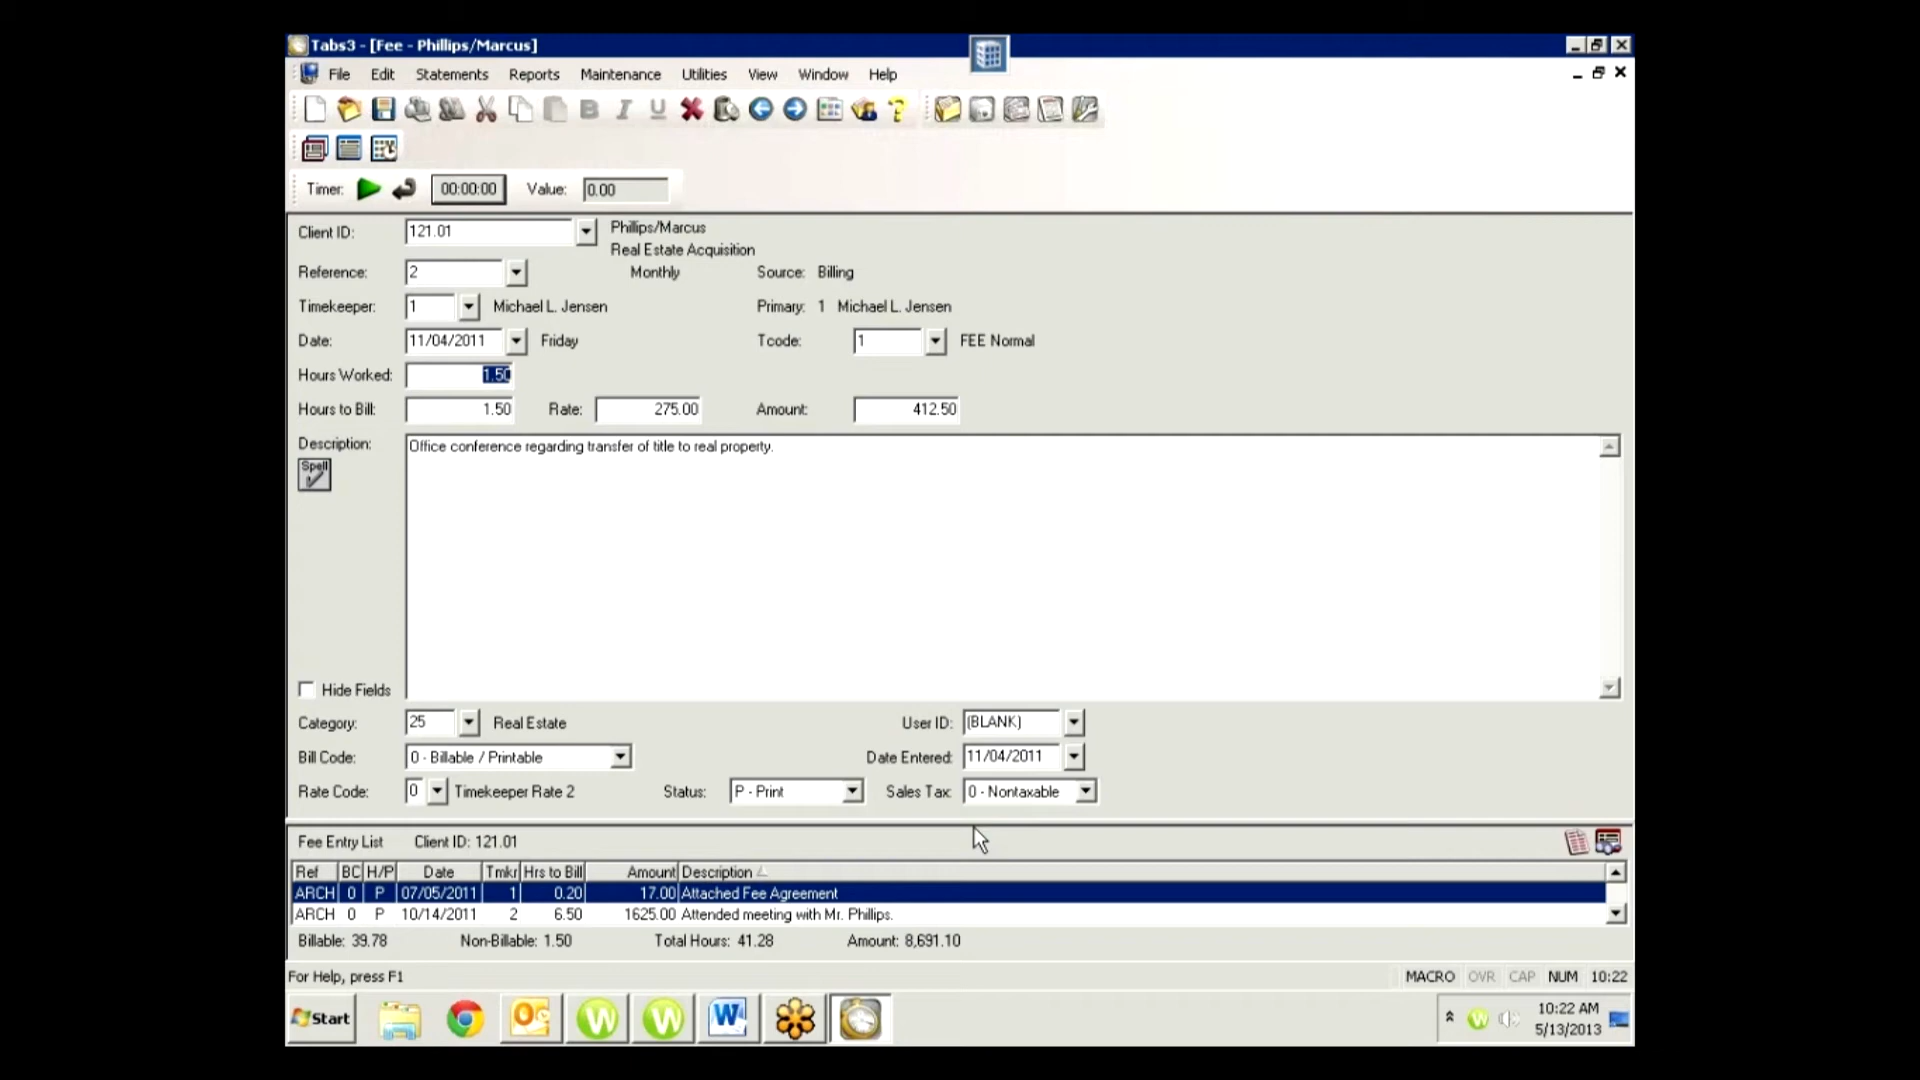 Tabs3 - [Fee - Phillips/Marcus]
File Edit Statements Reports Maintenance Utilities View Window Help
B I U
Timer: 00:00:00 Value: 0.00
Client ID: 121.01 Phillips/Marcus
Real Estate Acquisition
Reference: 2 Monthly Source: Billing
Timekeeper: 1 Michael L. Jensen Primary: 1 Michael L. Jensen
Date: 11/04/2011 Friday Tcode: 1 FEE Normal
Hours Worked: 1.50
Hours to Bill: 1.50 Rate: 275.00 Amount: 412.50
Description: Office conference regarding transfer of title to real property.
Spell
Hide Fields
Category: 25 Real Estate User ID: (BLANK)
Bill Code: 0 - Billable / Printable Date Entered: 11/04/2011
Rate Code: 0 Timekeeper Rate 2 Status: P - Print Sales Tax: 0 - Nontaxable
Fee Entry List Client ID: 121.01
Ref BC H/P Date Tmkr Hrs to Bill Amount Description
ARCH 0 P 07/05/2011 1 0.20 17.00 Attached Fee Agreement
ARCH 0 P 10/14/2011 2 6.50 1625.00 Attended meeting with Mr. Phillips.
Billable: 39.78 Non-Billable: 1.50 Total Hours: 41.28 Amount: 8,691.10
For Help, press F1 MACRO OVR CAP NUM 10:22
Start 10:22 AM
5/13/2013